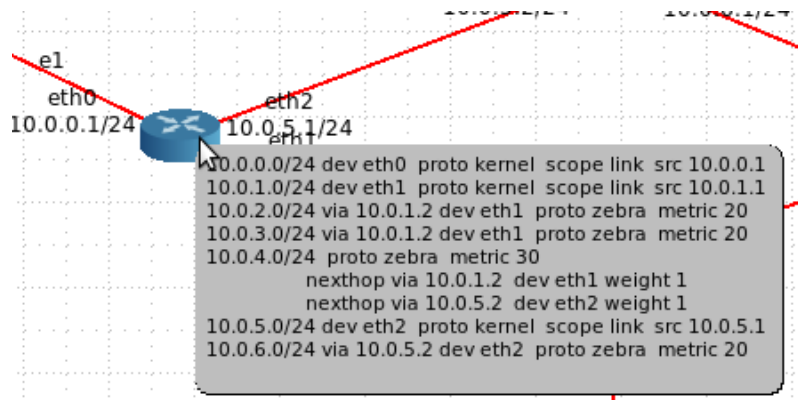 e1
eth0
eth2
10.0.0.1/24
10.0.5.1/24
eth1
10.0.0.0/24 dev eth0 proto kernel scope link src 10.0.0.1
10.0.1.0/24 dev eth1 proto kernel scope link src 10.0.1.1
10.0.2.0/24 via 10.0.1.2 dev eth1 proto zebra metric 20
10.0.3.0/24 via 10.0.1.2 dev eth1 proto zebra metric 20
10.0.4.0/24 proto zebra metric 30
nexthop via 10.0.1.2 dev eth1 weight 1
nexthop via 10.0.5.2 dev eth2 weight 1
10.0.5.0/24 dev eth2 proto kernel scope link src 10.0.5.1
10.0.6.0/24 via 10.0.5.2 dev eth2 proto zebra metric 20